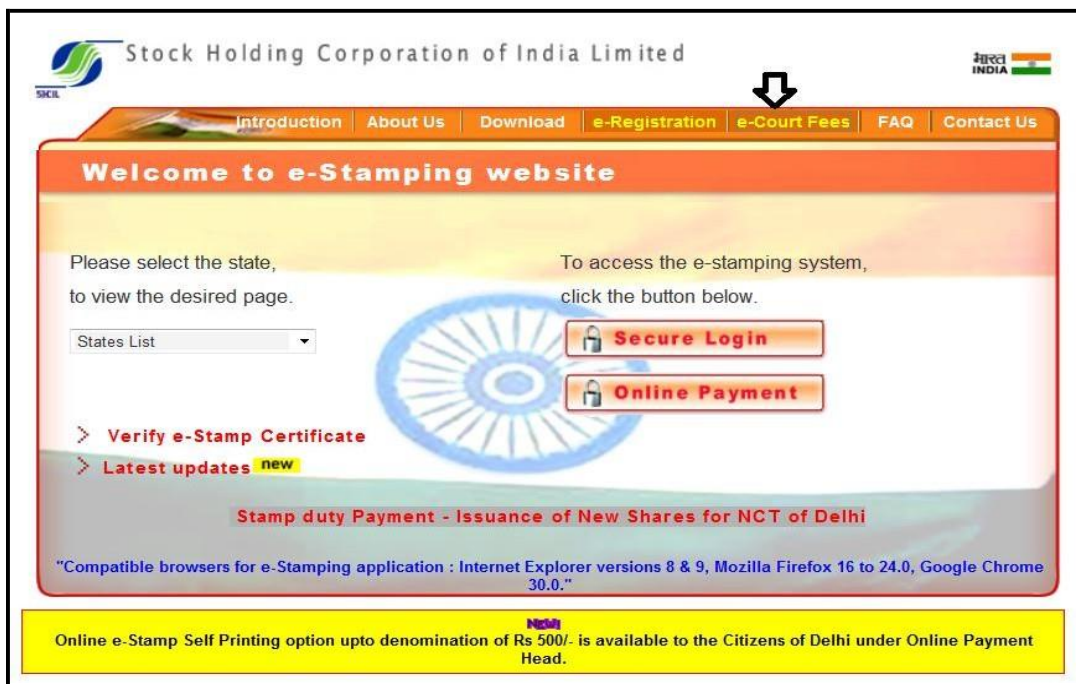 Stock Holding Corporation of India Limited
SHCIL
भारत
INDIA
Introduction About Us Download e-Registration e-Court Fees FAQ Contact Us
Welcome to e-Stamping website
Please select the state,
to view the desired page.
States List
To access the e-stamping system,
click the button below.
Secure Login
Online Payment
> Verify e-Stamp Certificate
> Latest updates new
Stamp duty Payment - Issuance of New Shares for NCT of Delhi
"Compatible browsers for e-Stamping application : Internet Explorer versions 8 & 9, Mozilla Firefox 16 to 24.0, Google Chrome
30.0."
NEW!
Online e-Stamp Self Printing option upto denomination of Rs 500/- is available to the Citizens of Delhi under Online Payment
Head.